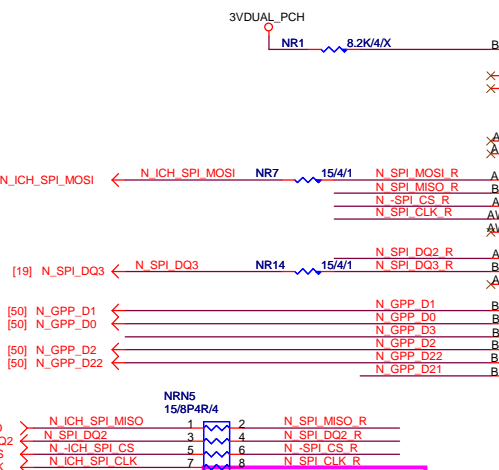 3VDUAL_PCH
NR1 8.2K/4/X B
A
A
N_ICH_SPI_MOSI N_ICH_SPI_MOSI NR7 15/4/1 N_SPI_MOSI_R A
N_SPI_MISO_R B
N_-SPI_CS_R A
N_SPI_CLK_R AV
AW
N_SPI_DQ2_R A
[19] N_SPI_DQ3 N_SPI_DQ3 NR14 15/4/1 N_SPI_DQ3_R B
A
[50] N_GPP_D1 N_GPP_D1 B
[50] N_GPP_D0 N_GPP_D0 B
N_GPP_D3 B
[50] N_GPP_D2 N_GPP_D2 B
[50] N_GPP_D22 N_GPP_D22 B
N_GPP_D21 B
NRN5
15/8P4R/4
O N_ICH_SPI_MISO 1 2 N_SPI_MISO_R
Q2 N_SPI_DQ2 3 4 N_SPI_DQ2_R
S N_-ICH_SPI_CS 5 6 N_-SPI_CS_R
K N_ICH_SPI_CLK 7 8 N_SPI_CLK_R